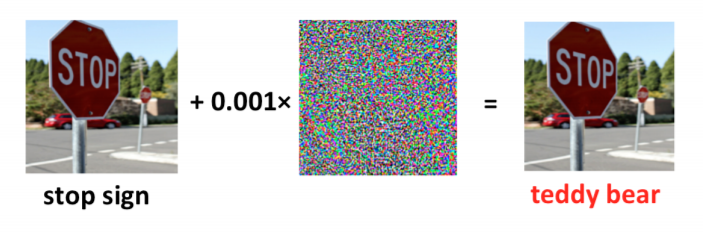 STOP
+ 0.001×
=
STOP
stop sign
teddy bear